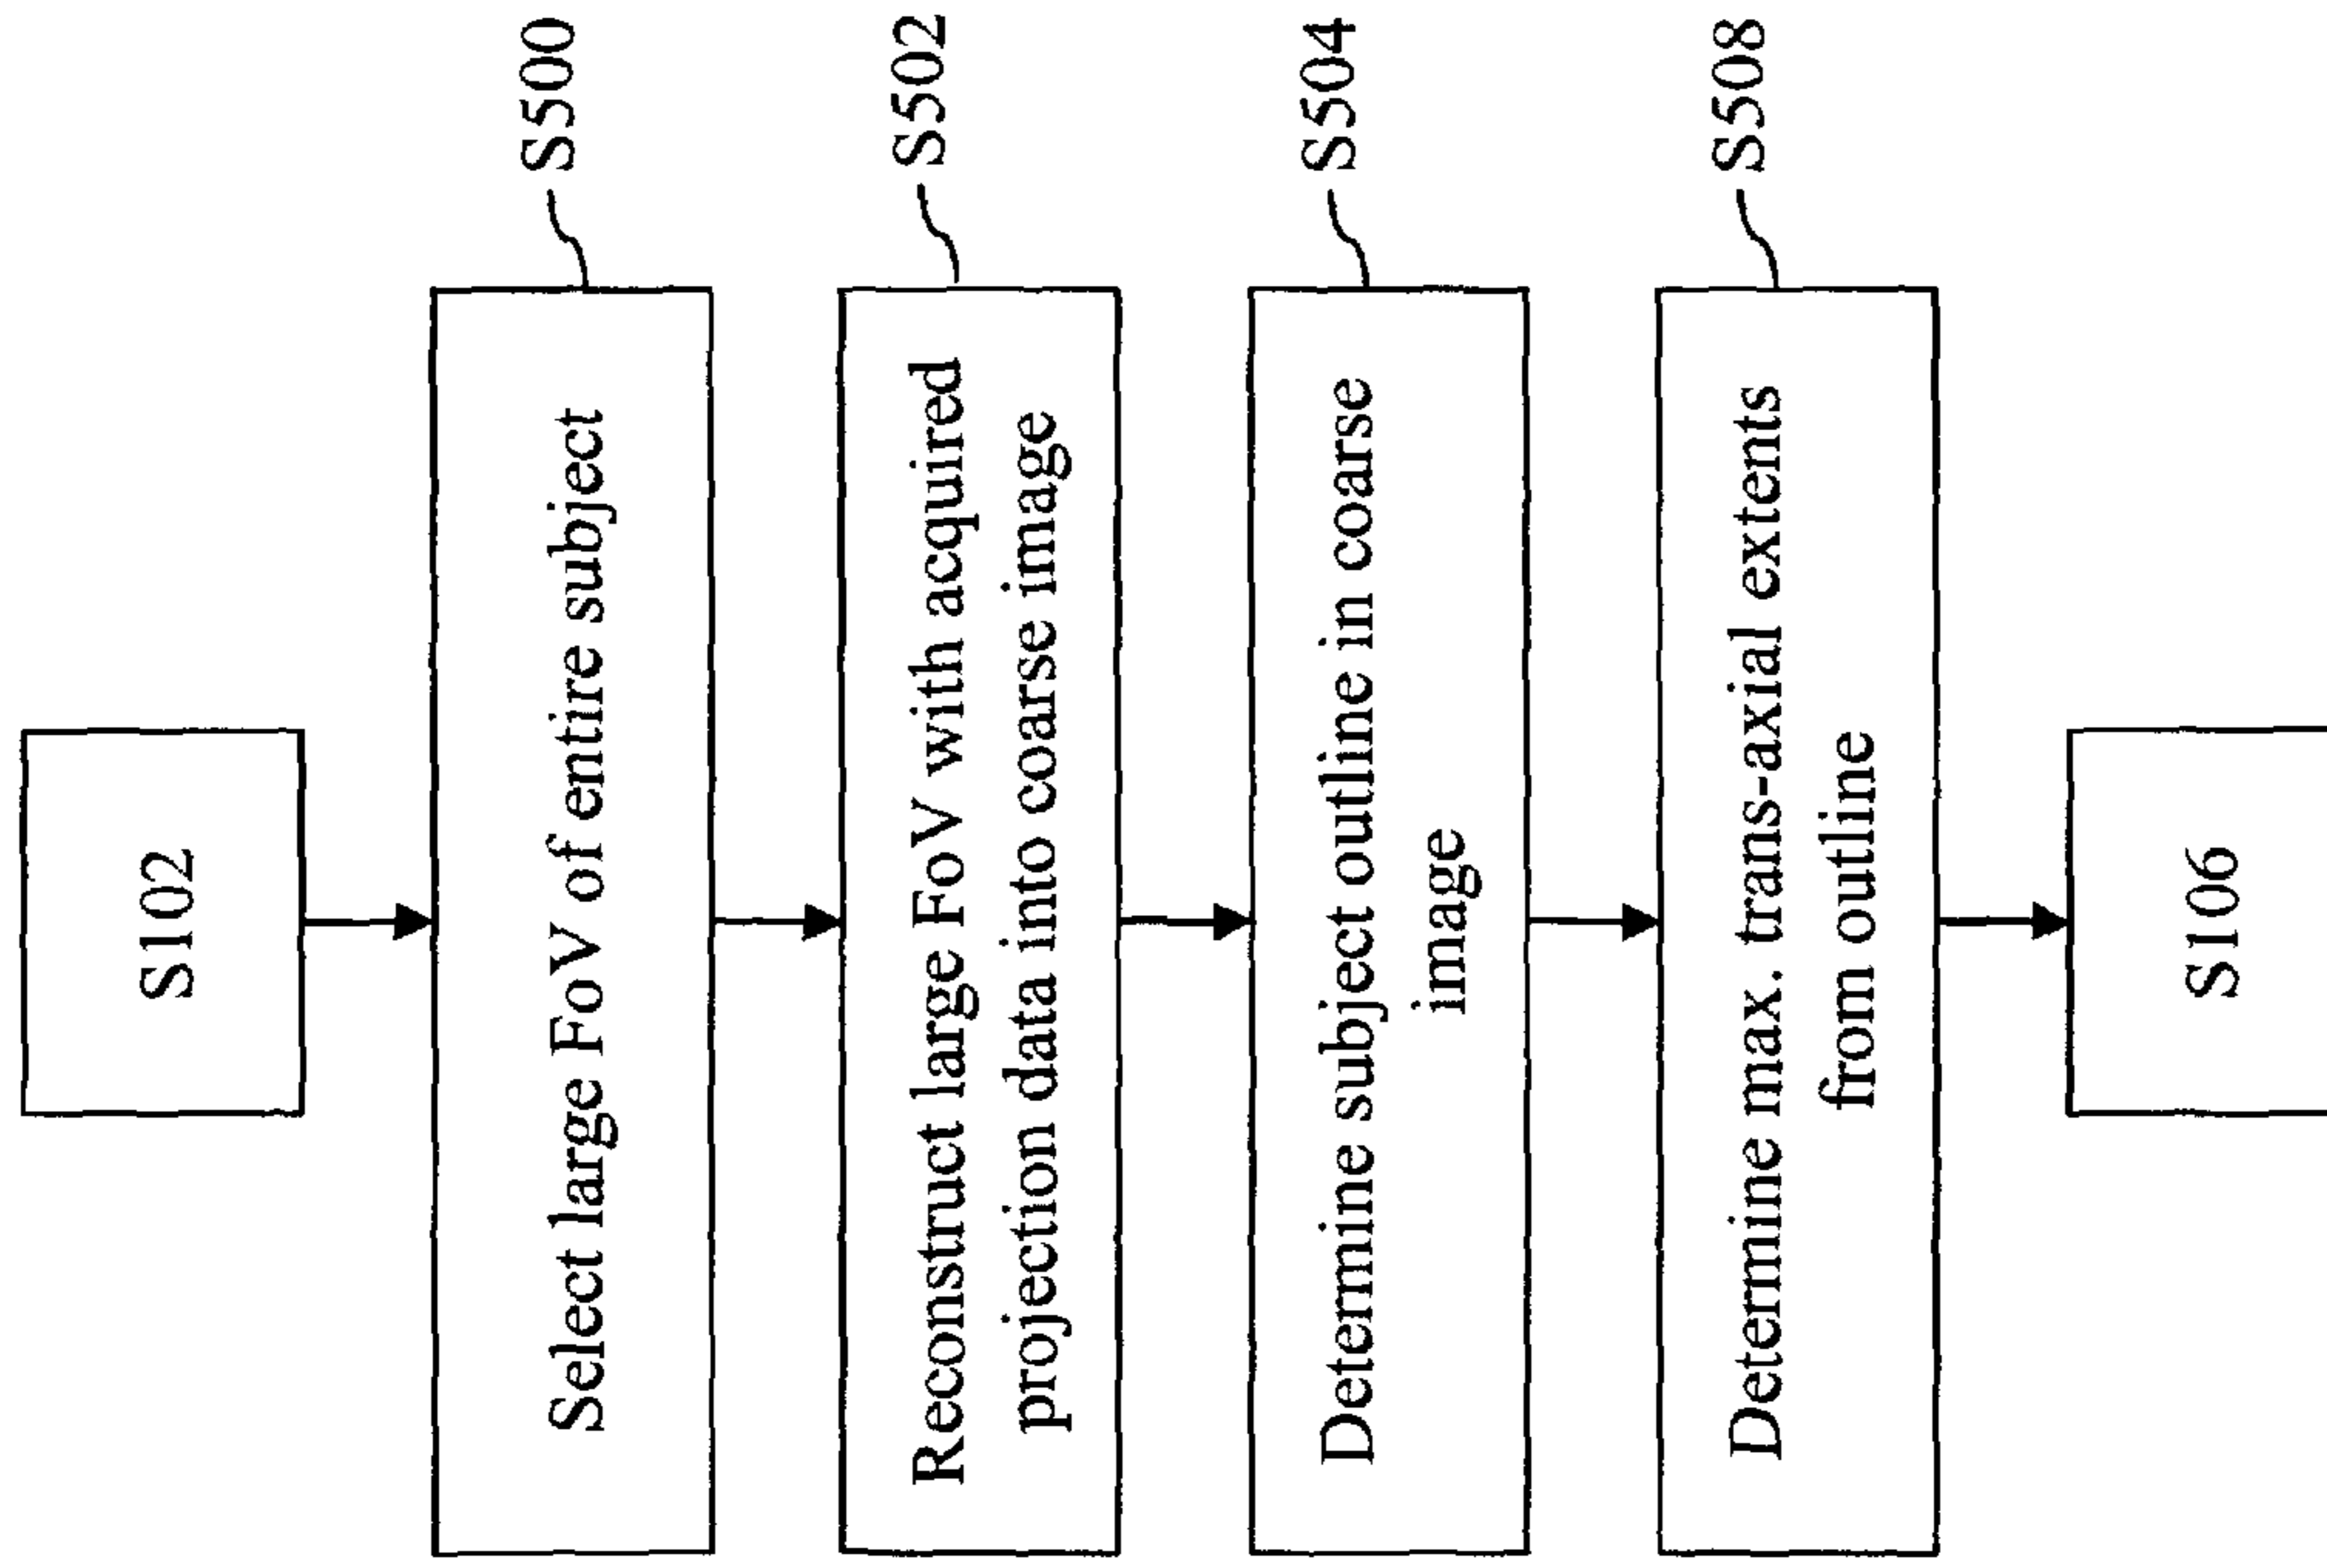 S102
Select large FoV of entire subject
S500
Reconstruct large FoV with acquired
projection data into coarse image
S502
Determine subject outline in coarse
image
S504
Determine max. trans-axial extents
from outline
S508
S106